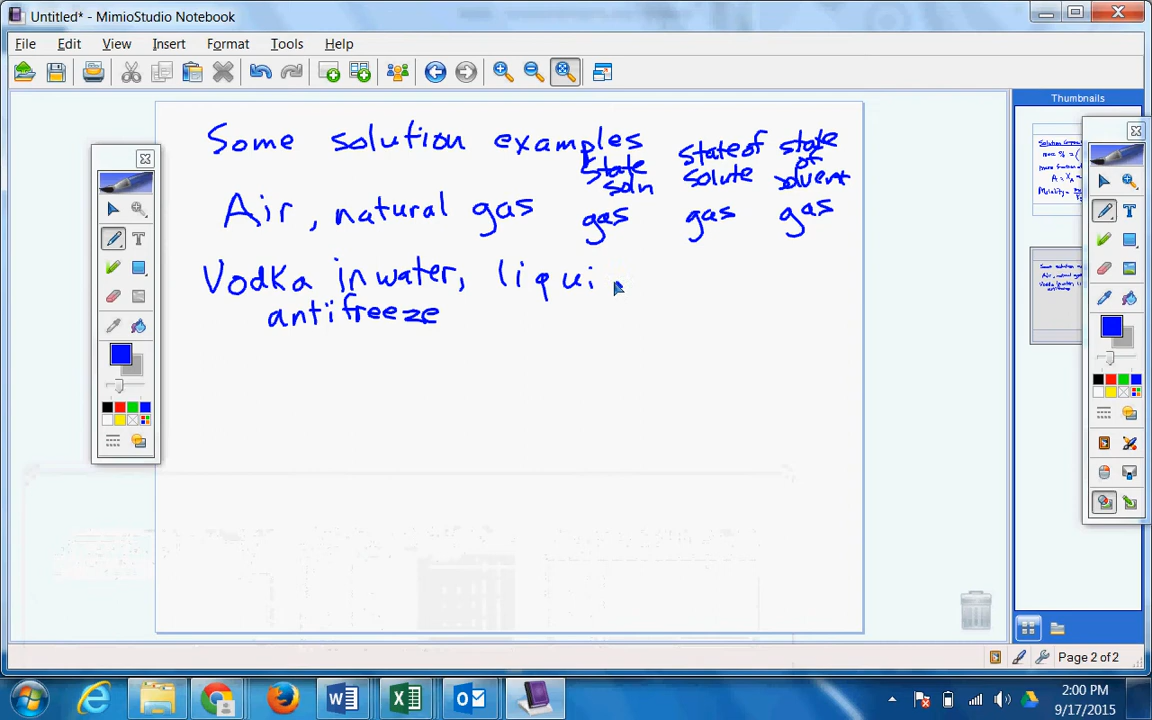 Untitled* - MimioStudio Notebook
File Edit View Insert Format Tools Help
Thumbnails
Some solution examples
state soln
state of solute
state of solvent
Air, natural gas gas gas gas
Vodka in water, liqui
antifreeze
Page 2 of 2
2:00 PM
9/17/2015